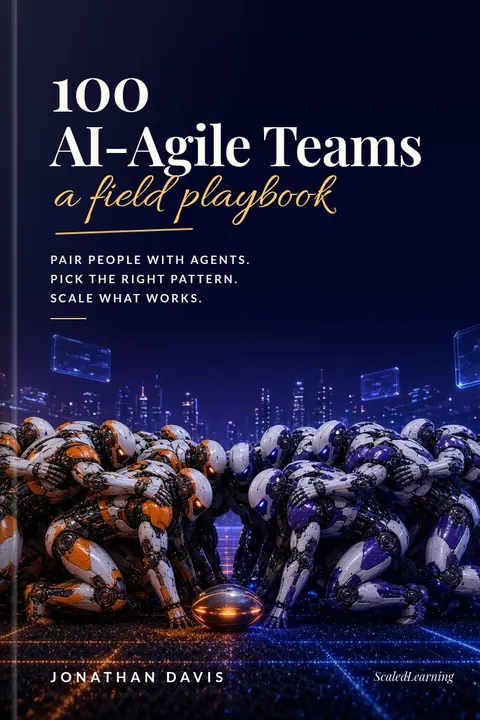 100
AI-Agile Teams
a field playbook
PAIR PEOPLE WITH AGENTS.
PICK THE RIGHT PATTERN.
SCALE WHAT WORKS.
JONATHAN DAVIS
ScaledLearning